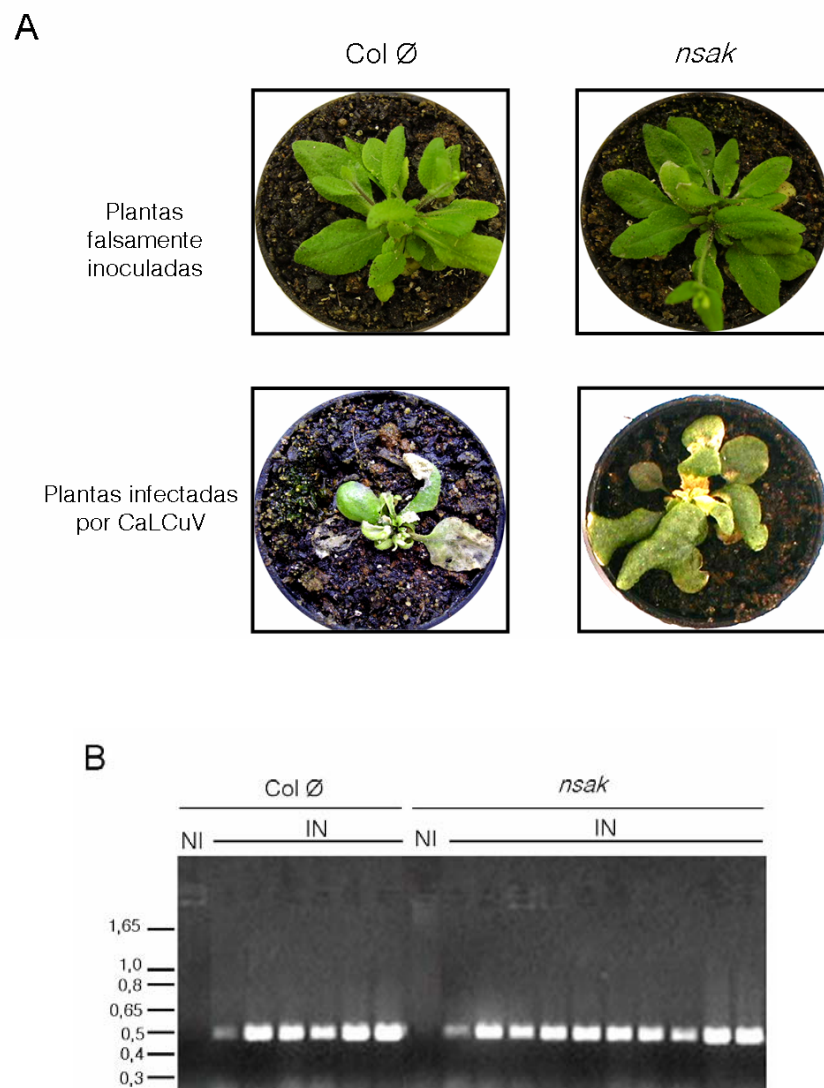 A
Col Ø
nsak
Plantas
falsamente
inoculadas
Plantas infectadas
por CaLCuV
B
Col Ø
nsak
NI
IN
NI
IN
1,65
1,0
0,8
0,65
0,5
0,4
0,3